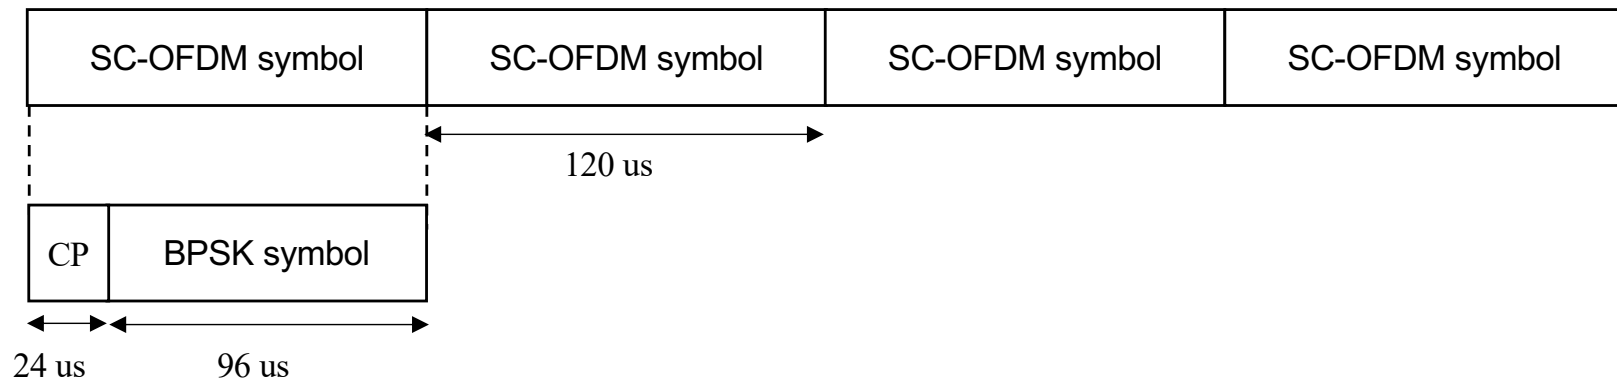 SC-OFDM symbol SC-OFDM symbol SC-OFDM symbol SC-OFDM symbol
120 us
CP BPSK symbol
24 us 96 us